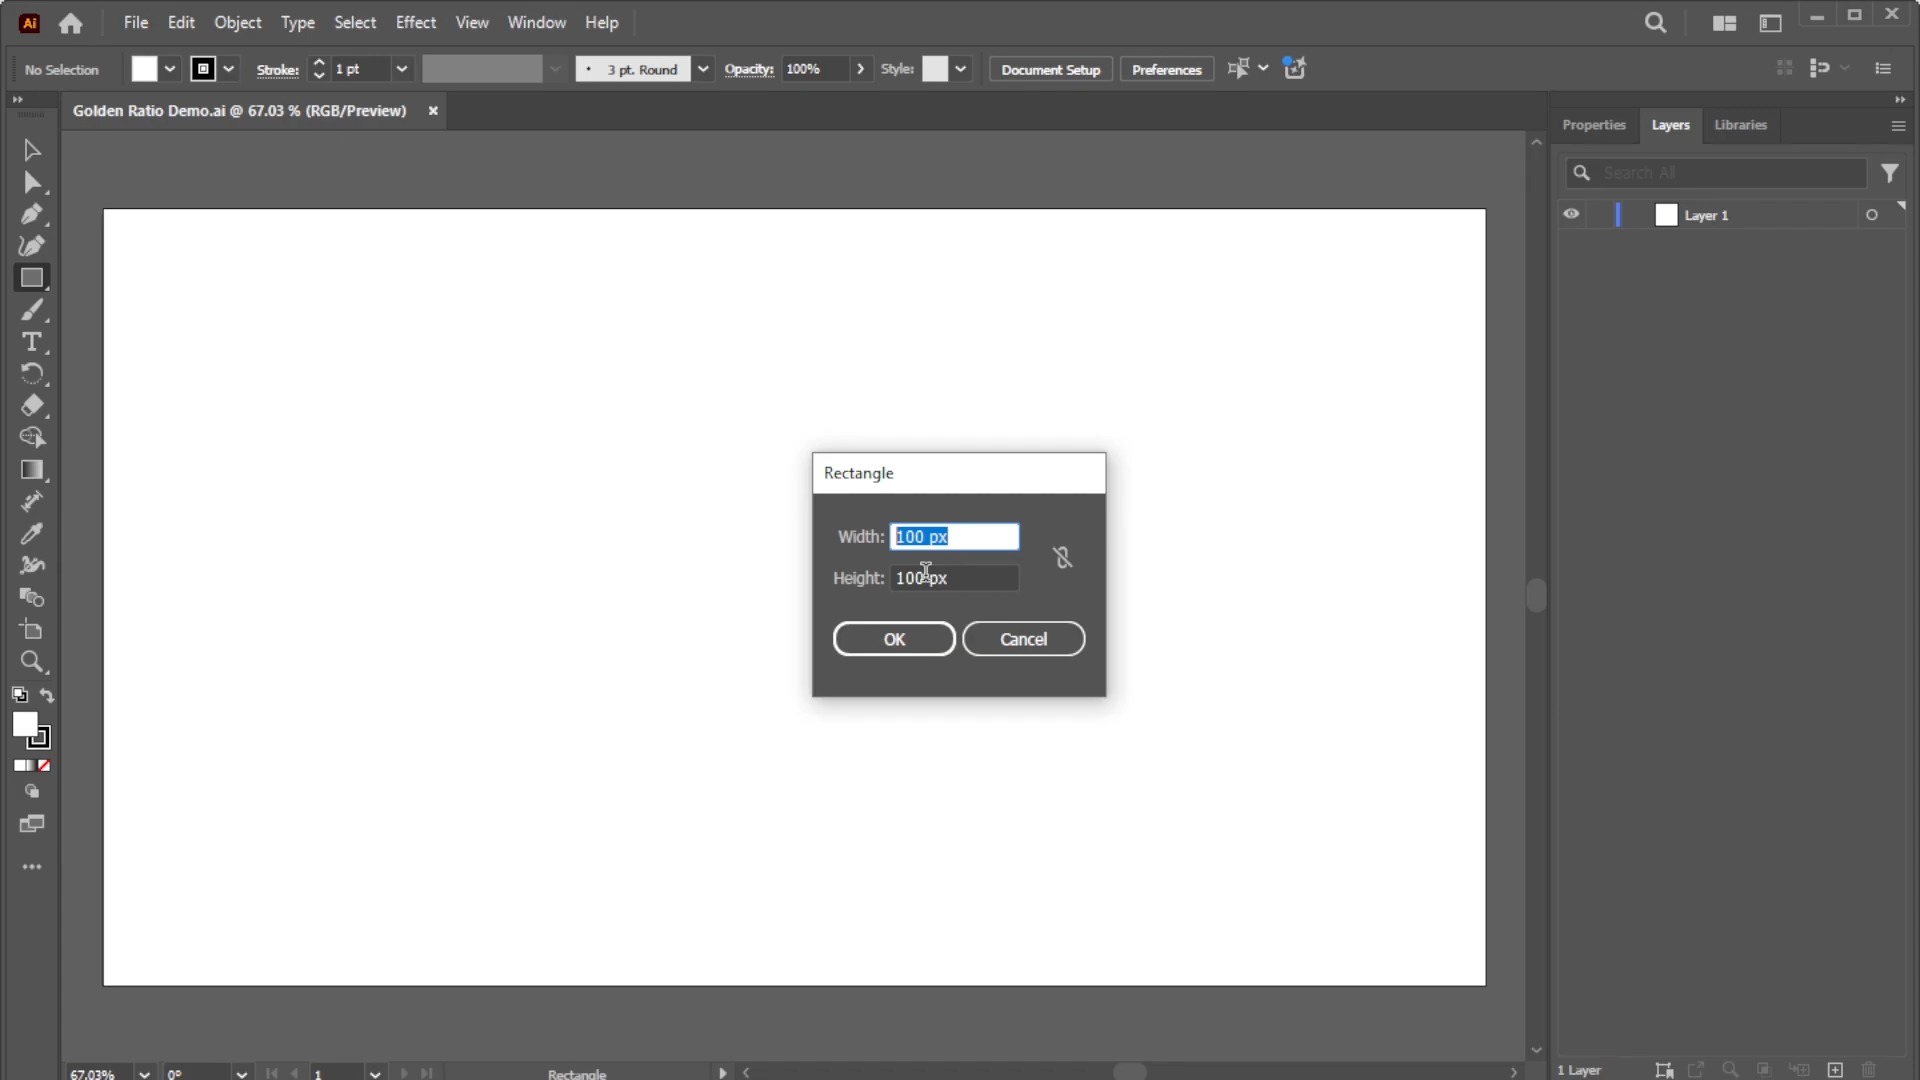 Ai File Edit Object Type Select Effect View Window Help
No Selection Stroke: 1 pt 3 pt. Round Opacity: 100% Style: Document Setup Preferences
Golden Ratio Demo.ai @ 67.03 % (RGB/Preview)
Properties Layers Libraries
Search All
Layer 1
Rectangle
Width: 100 px
Height: 100 px
OK Cancel
67.03% 0° 1 Rectangle
1 Layer